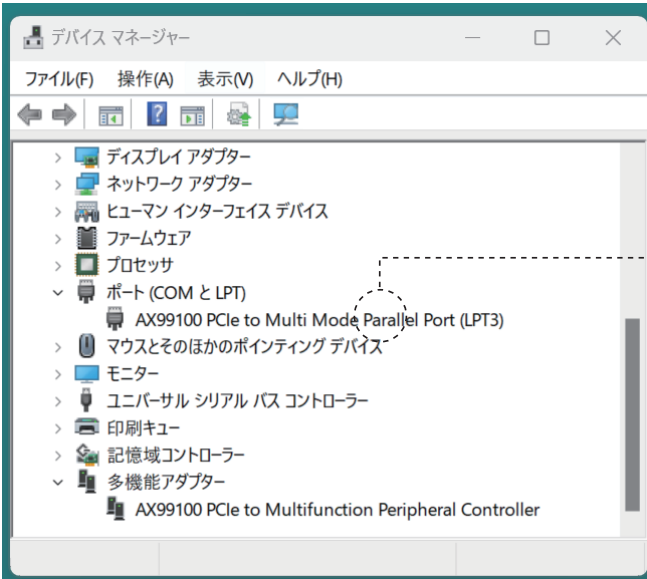 デバイス マネージャー
ファイル(F) 操作(A) 表示(V) ヘルプ(H)
ディスプレイ アダプター
ネットワーク アダプター
ヒューマン インターフェイス デバイス
ファームウェア
プロセッサ
ポート (COM と LPT)
AX99100 PCIe to Multi Mode Parallel Port (LPT3)
マウスとそのほかのポインティング デバイス
モニター
ユニバーサル シリアル バス コントローラー
印刷キュー
記憶域コントローラー
多機能アダプター
AX99100 PCIe to Multifunction Peripheral Controller